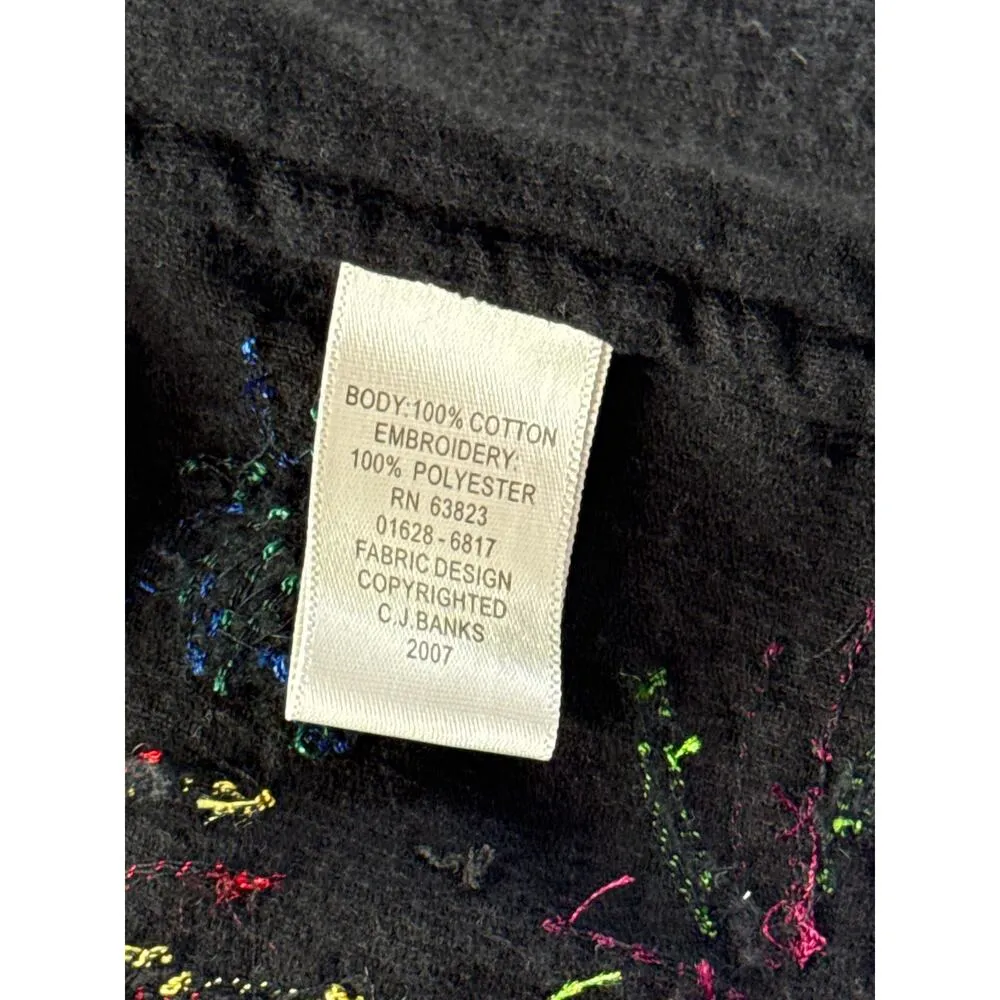 BODY:100% COTTON
EMBROIDERY:
100% POLYESTER
RN 63823
01628-6817
FABRIC DESIGN
COPYRIGHTED
C.J.BANKS
2007